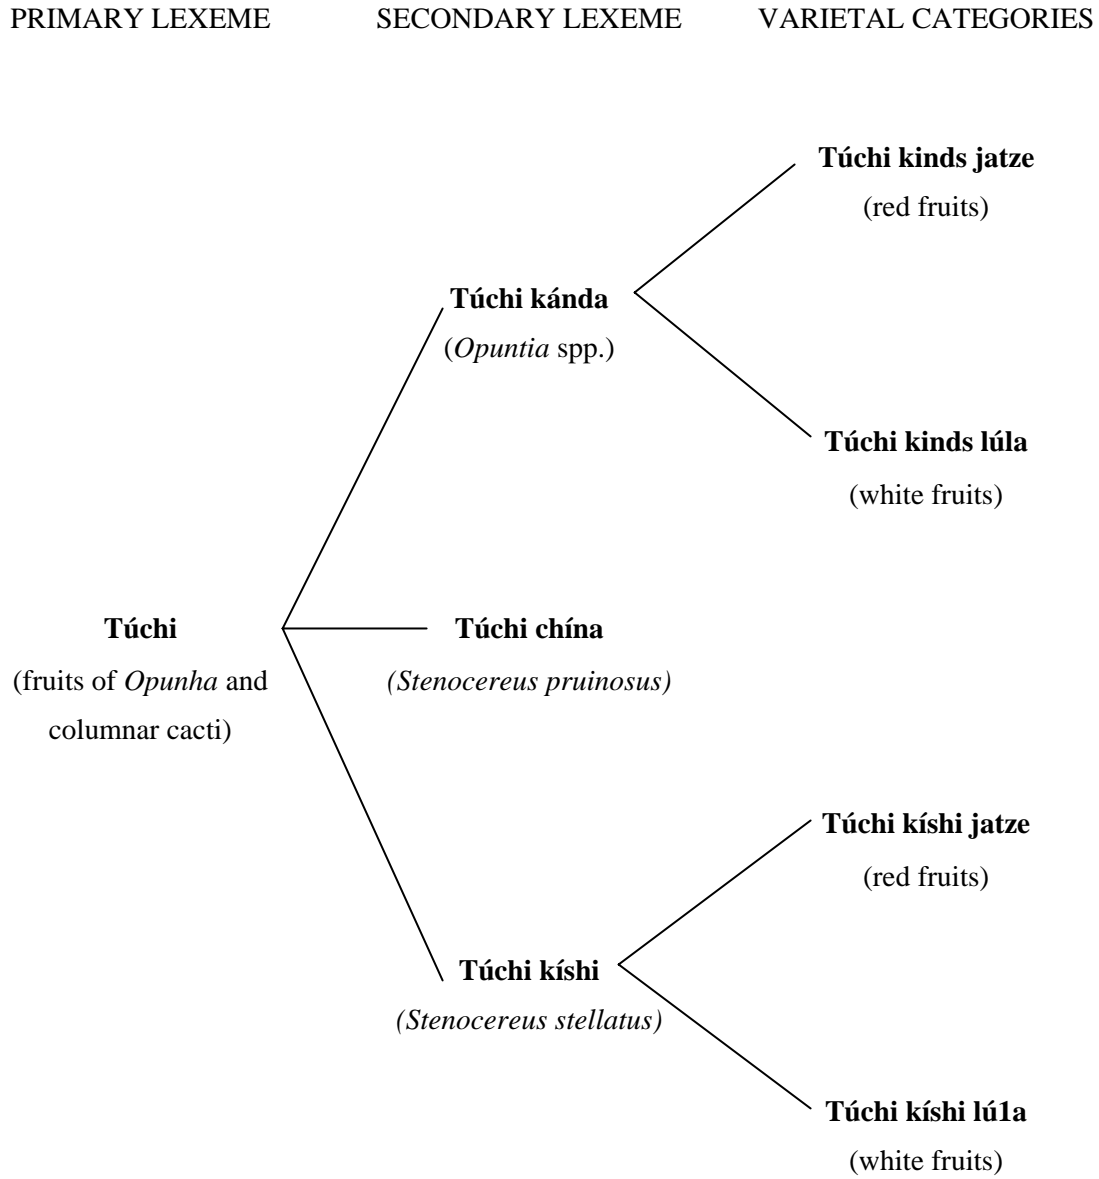 PRIMARY LEXEME SECONDARY LEXEME VARIETAL CATEGORIES
Túchi kinds jatze
(red fruits)
Túchi kánda
(Opuntia spp.)
Túchi kinds lúla
(white fruits)
Túchi
(fruits of Opunha and
columnar cacti)
Túchi chína
(Stenocereus pruinosus)
Túchi kíshi jatze
(red fruits)
Túchi kíshi
(Stenocereus stellatus)
Túchi kíshi lú1a
(white fruits)